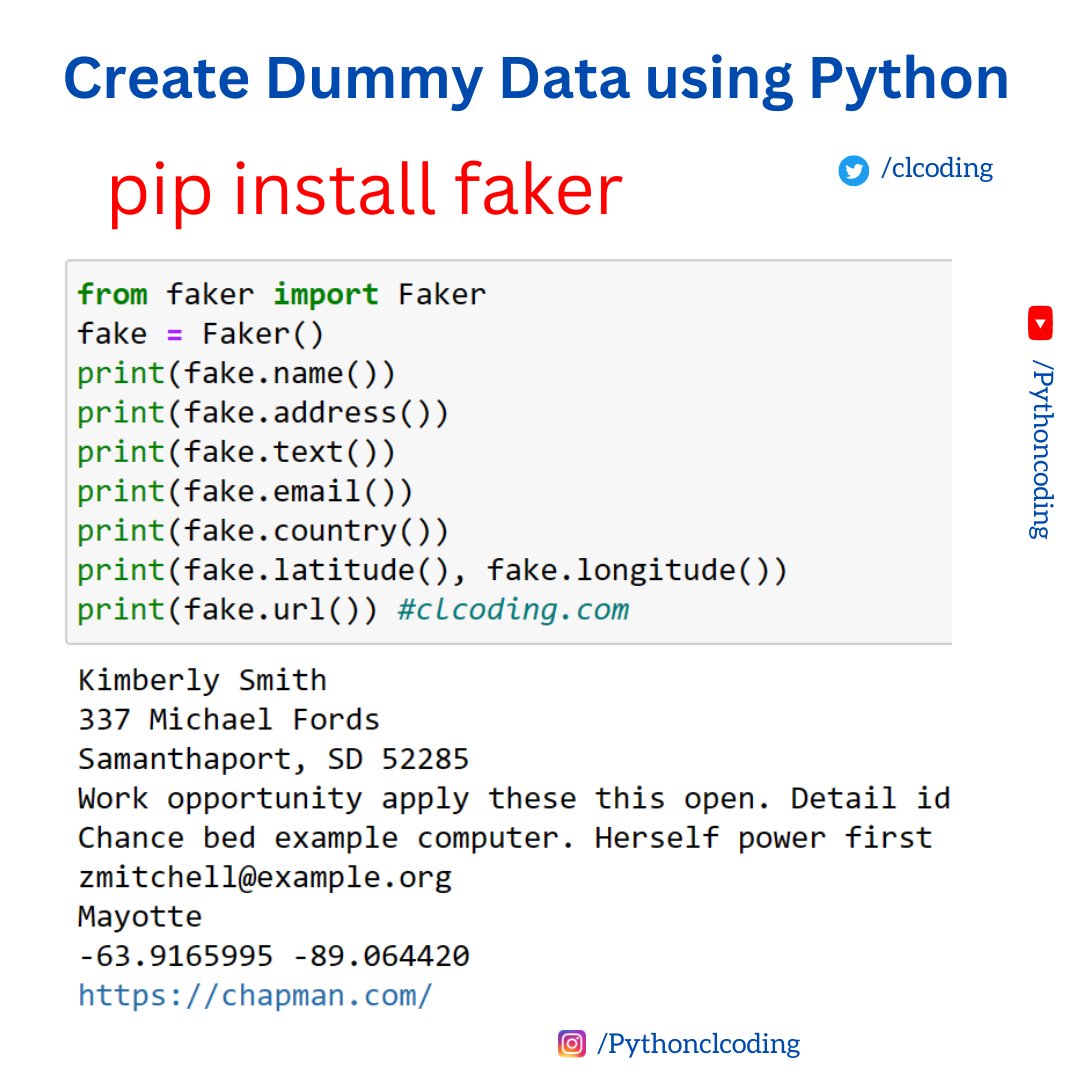 Create Dummy Data using Python
pip install faker
/clcoding
from faker import Faker
fake = Faker()
print(fake.name())
print(fake.address())
print(fake.text())
print(fake.email())
print(fake.country())
print(fake.latitude(), fake.longitude())
print(fake.url()) #clcoding.com
/Pythoncoding
Kimberly Smith
337 Michael Fords
Samanthaport, SD 52285
Work opportunity apply these this open. Detail id
Chance bed example computer. Herself power first
zmitchell@example.org
Mayotte
-63.9165995 -89.064420
https://chapman.com/
/Pythonclcoding